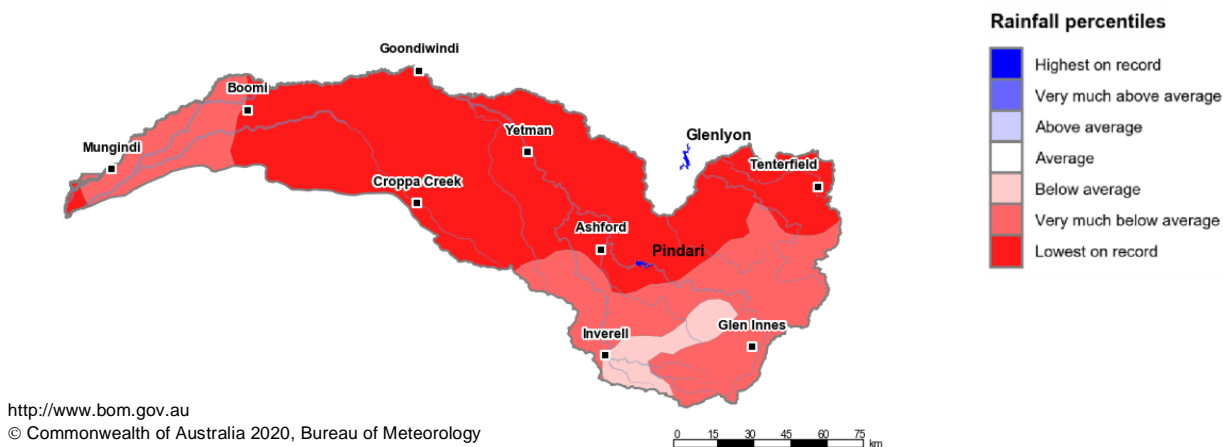 Rainfall percentiles
Highest on record
Very much above average
Above average
Average
Below average
Very much below average
Lowest on record
Goondiwindi
Boomi
Mungindi
Yetman
Glenlyon
Tenterfield
Croppa Creek
Ashford
Pindari
Inverell
Glen Innes
http://www.bom.gov.au
© Commonwealth of Australia 2020, Bureau of Meteorology
0 15 30 45 60 75 km